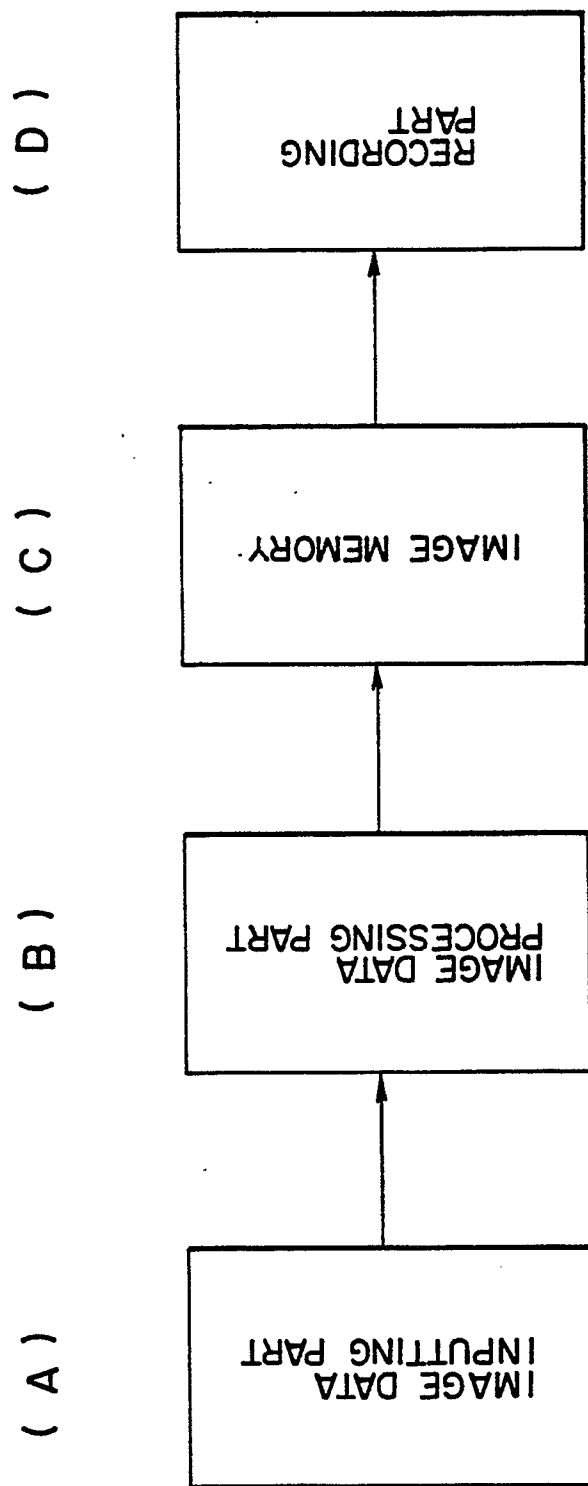 ( A )
IMAGE DATA
INPUTTING PART
( B )
IMAGE DATA
PROCESSING PART
( C )
IMAGE MEMORY
( D )
RECORDING
PART